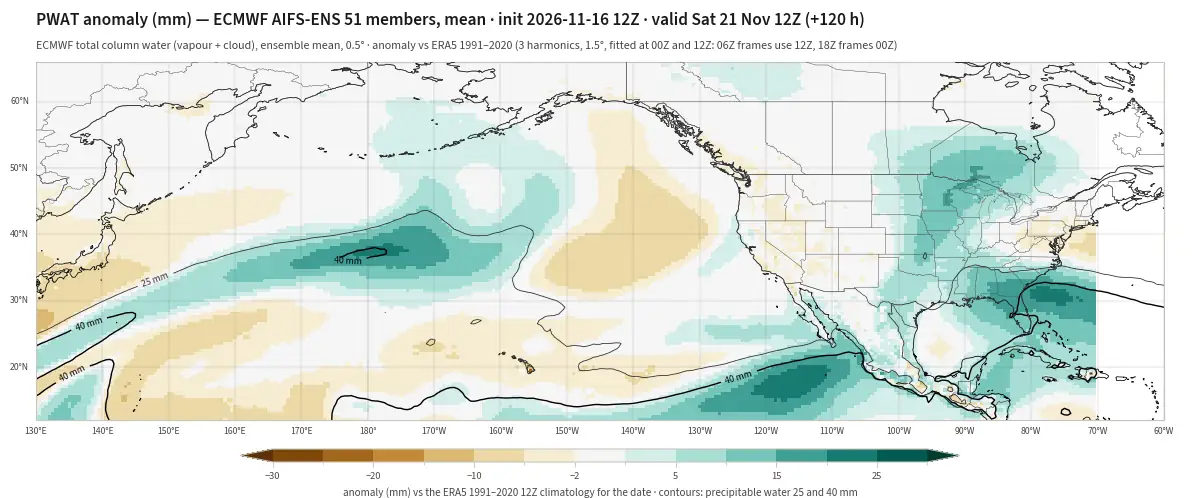 PWAT anomaly (mm) — ECMWF AIFS-ENS 51 members, mean · init 2026-11-16 12Z · valid Sat 21 Nov 12Z (+120 h)
ECMWF total column water (vapour + cloud), ensemble mean, 0.5° · anomaly vs ERA5 1991–2020 (3 harmonics, 1.5°, fitted at 00Z and 12Z: 06Z frames use 12Z, 18Z frames 00Z)
60°N
50°N
40°N
30°N
20°N
40 mm
25 mm
40 mm
40 mm
40 mm
130°E 140°E 150°E 160°E 170°E 180° 170°W 160°W 150°W 140°W 130°W 120°W 110°W 100°W 90°W 80°W 70°W 60°W
−30 −20 −10 −2 5 15 25
anomaly (mm) vs the ERA5 1991–2020 12Z climatology for the date · contours: precipitable water 25 and 40 mm